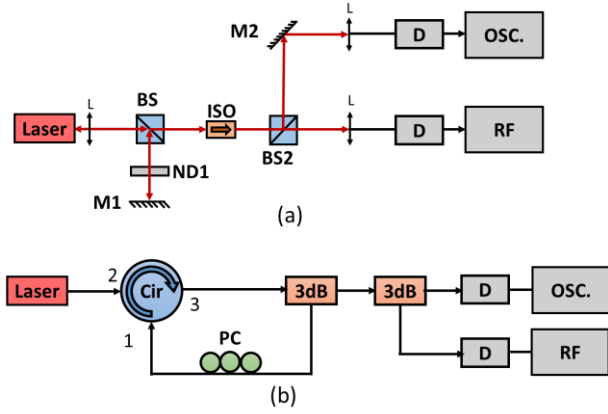 M2
L
D
OSC.
BS
ISO
L
Laser
L
D
RF
BS2
ND1
M1
(a)
Laser
2
Cir
3
3dB
3dB
D
OSC.
1
PC
D
RF
(b)